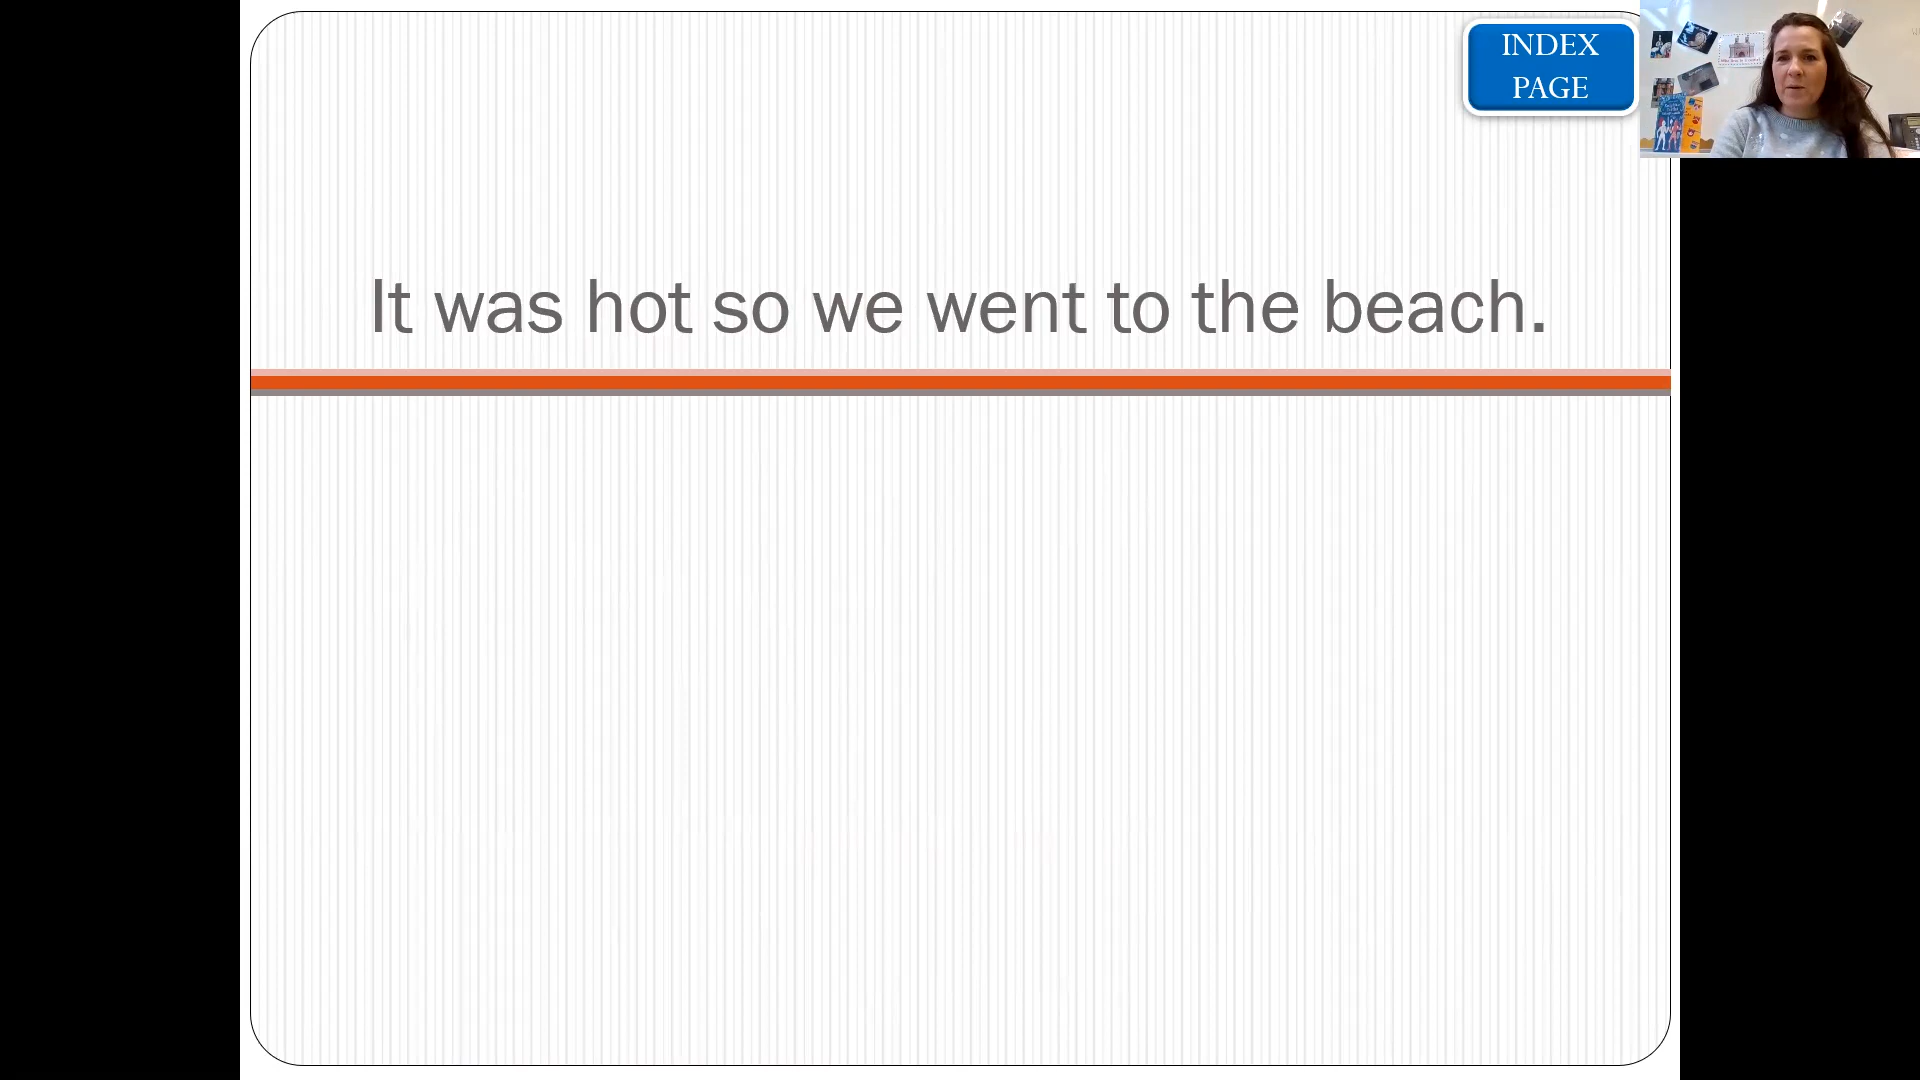 INDEX
PAGE
It was hot so we went to the beach.